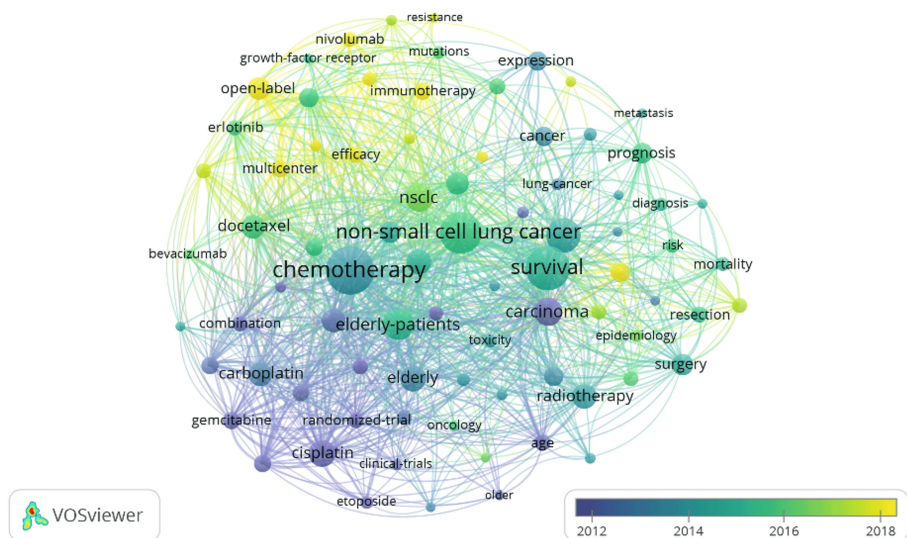 resistance
nivolumab
growth-factor receptor
mutations
expression
open-label
immunotherapy
metastasis
erlotinib
cancer
multicenter
efficacy
prognosis
nsclc
lung-cancer
diagnosis
docetaxel
non-small cell lung cancer
bevacizumab
risk
chemotherapy
survival
mortality
combination
elderly-patients
carcinoma
resection
toxicity
epidemiology
carboplatin
elderly
surgery
radiotherapy
gemcitabine
randomized-trial
oncology
age
cisplatin
clinical-trials
etoposide
older
VOSviewer
2012 2014 2016 2018